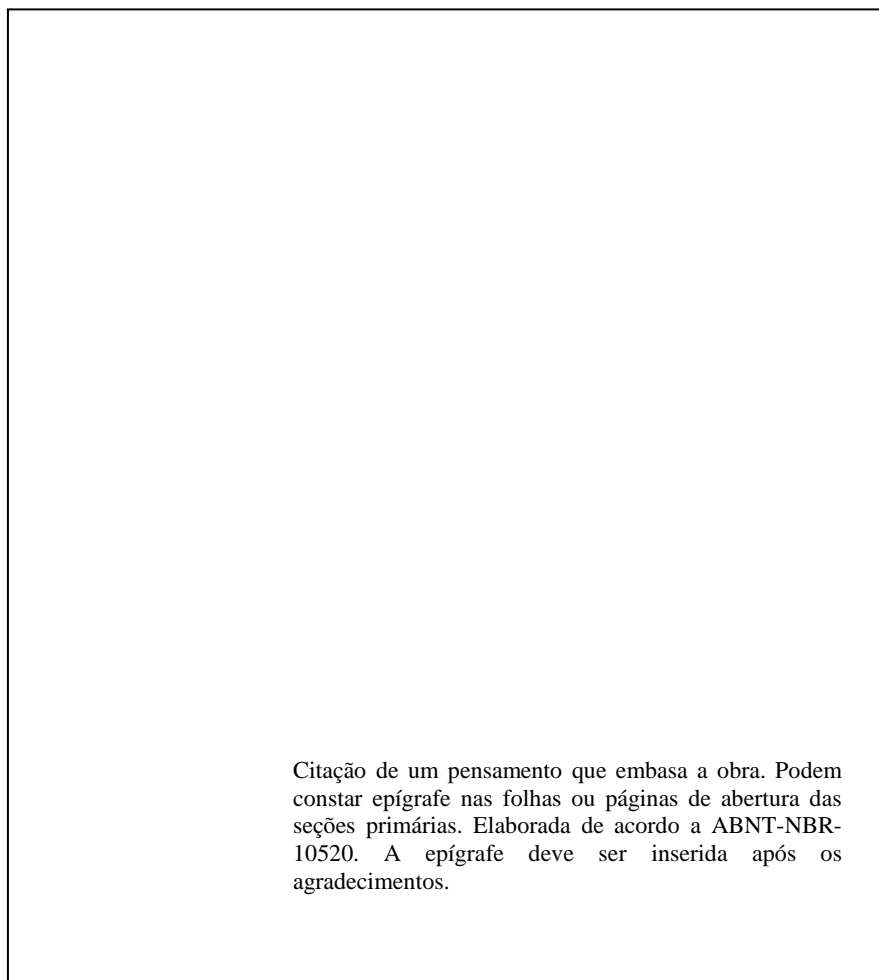 Citação de um pensamento que embasa a obra. Podem
constar epígrafe nas folhas ou páginas de abertura das
seções primárias. Elaborada de acordo a ABNT-NBR-
10520. A epígrafe deve ser inserida após os
agradecimentos.